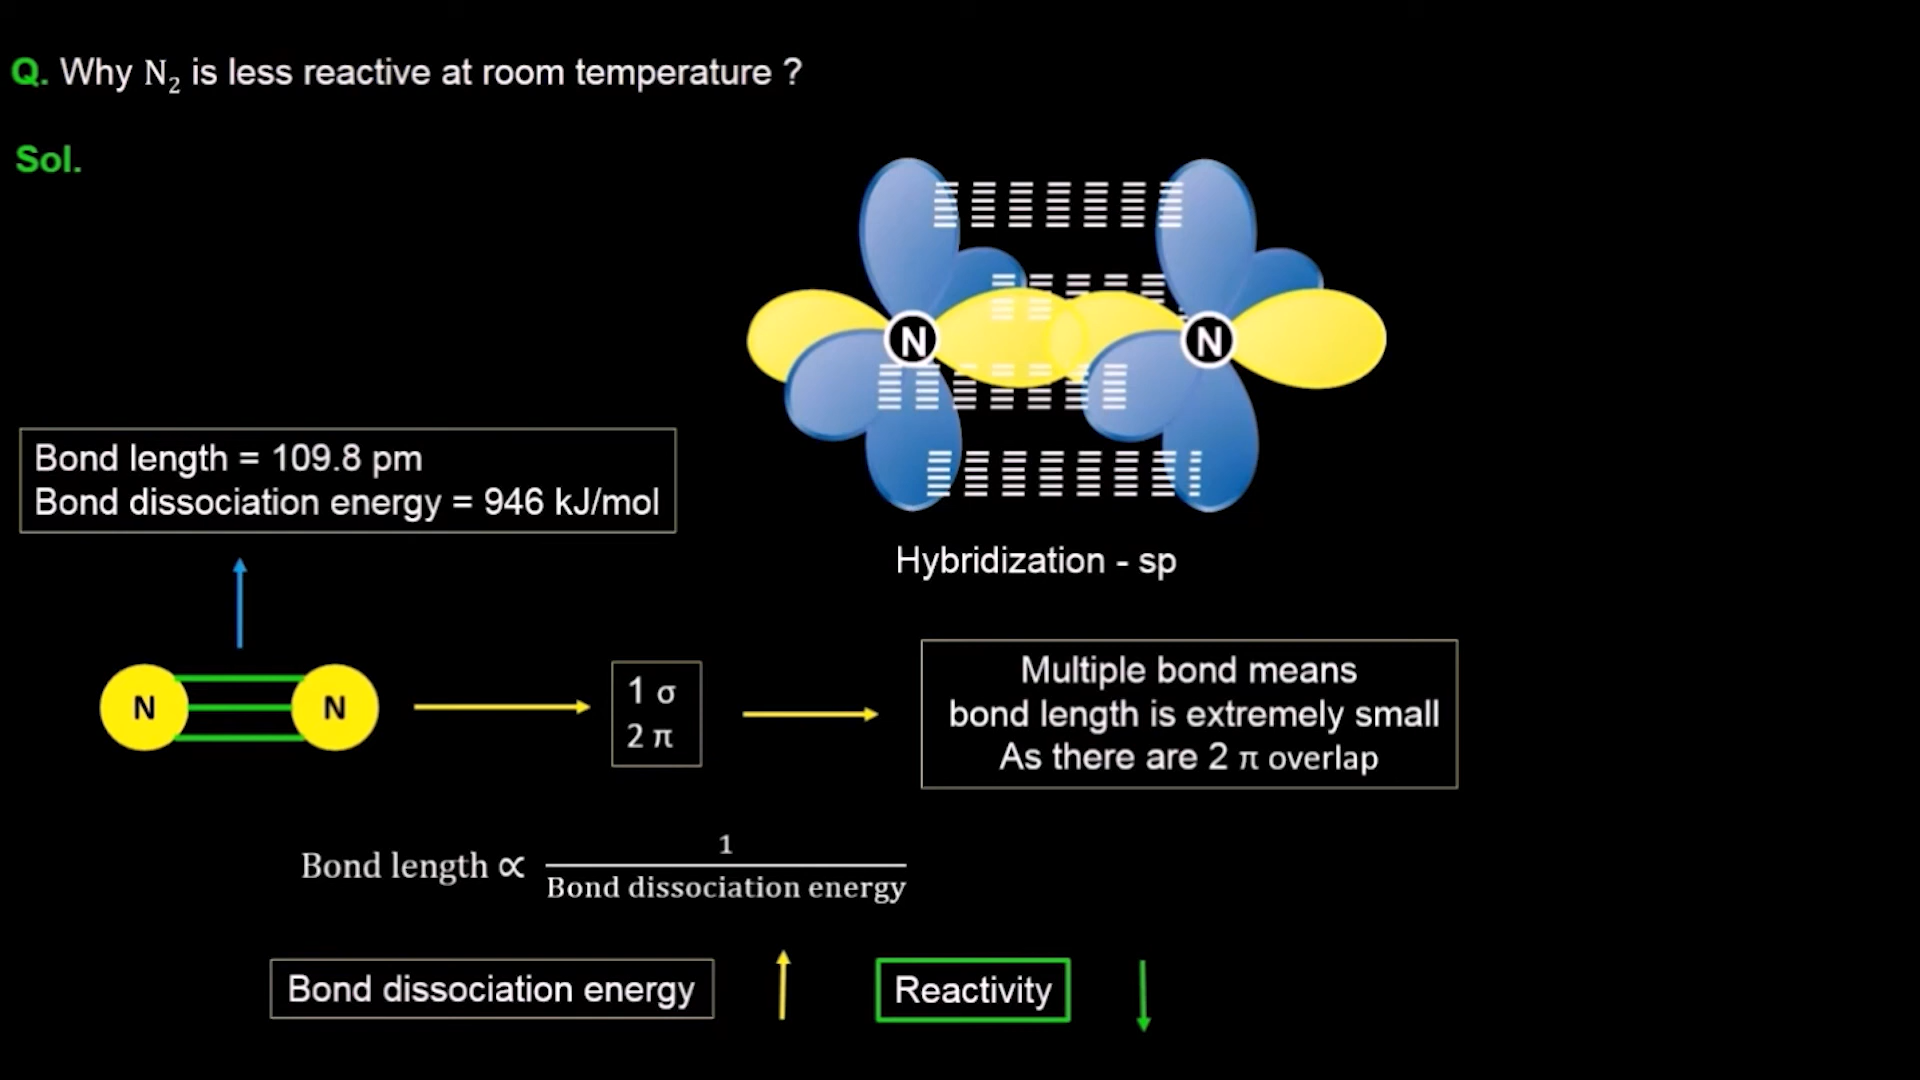 Q. Why N₂ is less reactive at room temperature ?
Sol.
N N
Hybridization - sp
Bond length = 109.8 pm
Bond dissociation energy = 946 kJ/mol
N N
1 σ
2 π
Multiple bond means
bond length is extremely small
As there are 2 π overlap
Bond length ∝ 1 / Bond dissociation energy
Bond dissociation energy
Reactivity